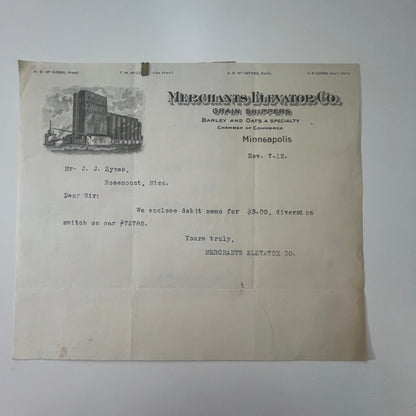 MERCHANTS ELEVATOR CO.
GRAIN SHIPPERS
BARLEY AND OATS A SPECIALTY
CHAMBER OF COMMERCE
Minneapolis
Nov. 7-12.
Mr. J. J. Hynes,
Rosemount, Minn.
Dear Sir:
We enclose debit memo for $3.00, diversion
switch on car #72780.
Yours truly,
MERCHANTS ELEVATOR CO.